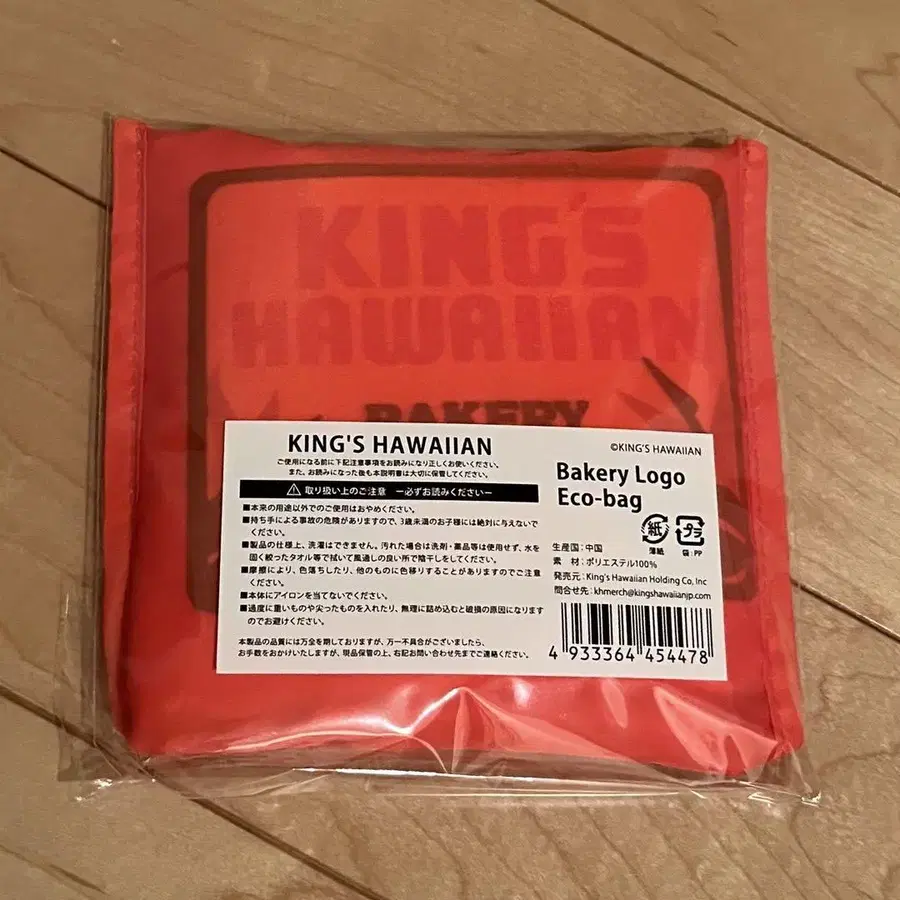 KING'S
HAWAIIAN
BAKERY
KING'S HAWAIIAN
ご使用になる前に下記注意事項をお読みになり正しくお使いください。
また、お読みになった後も本説明書は大切に保管してください。
取り扱い上のご注意 ー必ずお読みくださいー
■本来の用途以外でのご使用はおやめください。
■持ち手による事故の危険がありますので、3歳未満のお子様には絶対に与えないで
ください。
■製品の仕様上、洗濯はできません。汚れた場合は洗剤・薬品等は使用せず、水を
固く絞ったタオル等で拭いて風通しの良い所で陰干しをしてください。
■摩擦により、色落ちしたり、他のものに色移りすることがありますのでご注意
ください。
■本体にアイロンを当てないでください。
■過度に重いものや尖ったものを入れたり、無理に詰め込むと破損の原因になります
のでお避けください。
本製品の品質には万全を期しておりますが、万一不具合がございましたら、
お手数をおかけいたしますが、現品保管の上、右記お問い合わせ先までご連絡ください。
©KING'S HAWAIIAN
Bakery Logo
Eco-bag
紙 プラ
薄紙 袋:PP
生産国:中国
素 材:ポリエステル100%
発売元:King's Hawaiian Holding Co, Inc
問合せ先:khmerch@kingshawaiianjp.com
4 933364 454478